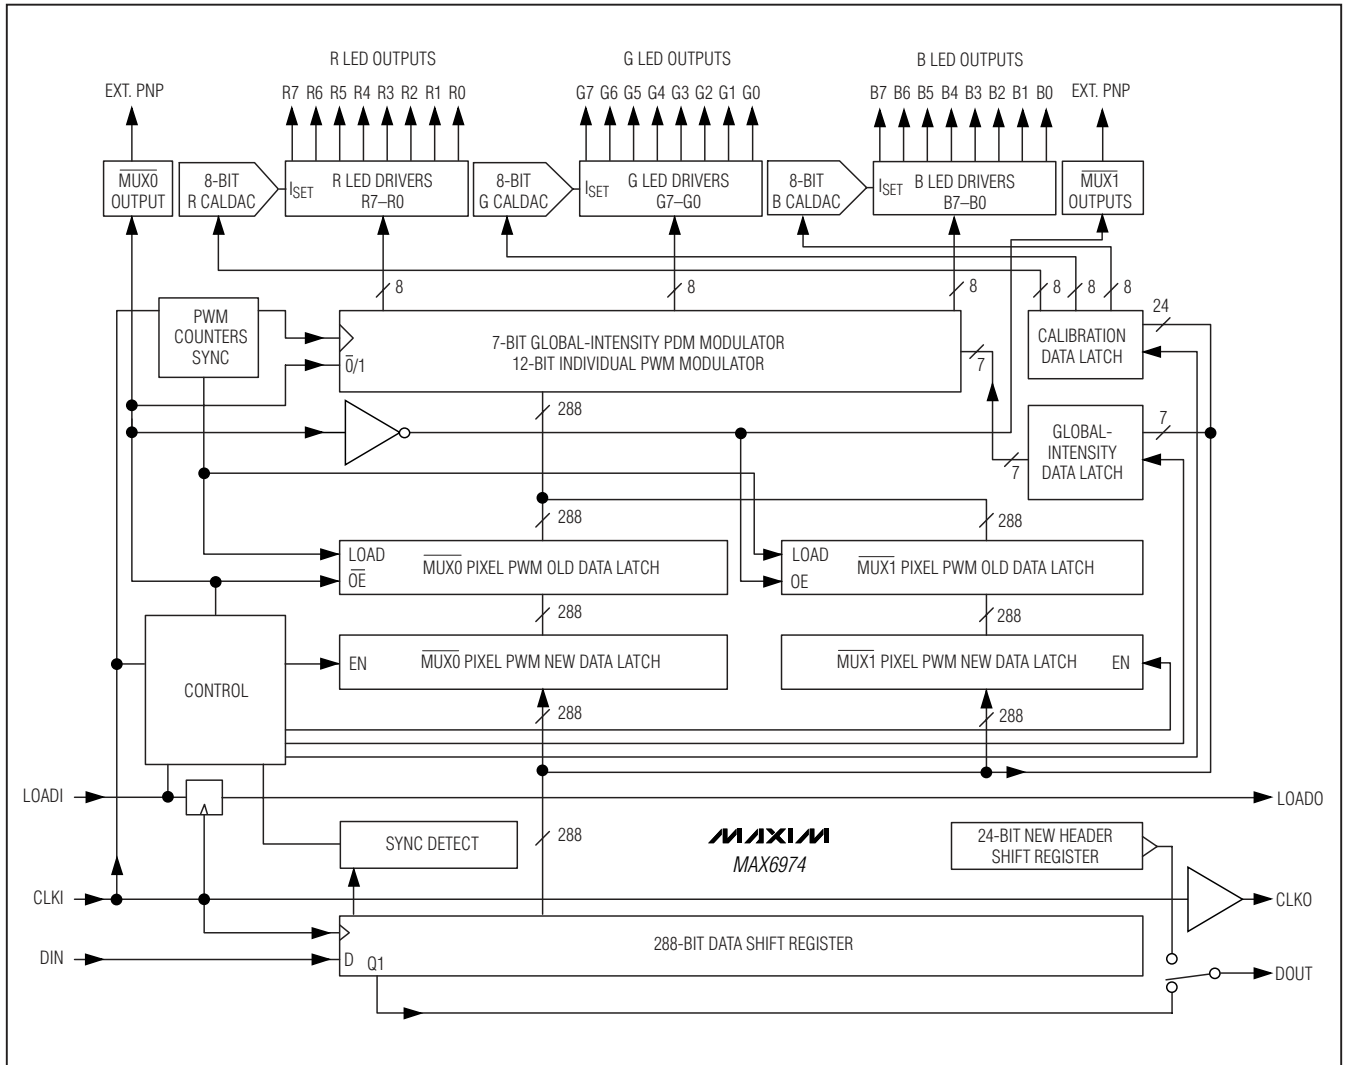 R LED OUTPUTS
G LED OUTPUTS
B LED OUTPUTS
EXT. PNP
R7 R6 R5 R4 R3 R2 R1 R0
G7 G6 G5 G4 G3 G2 G1 G0
B7 B6 B5 B4 B3 B2 B1 B0
EXT. PNP
M̅U̅X̅0̅
OUTPUT
8-BIT
R CALDAC
ISET
R LED DRIVERS
R7–R0
8-BIT
G CALDAC
ISET
G LED DRIVERS
G7–G0
8-BIT
B CALDAC
ISET
B LED DRIVERS
B7–B0
M̅U̅X̅1̅
OUTPUTS
8
8
8
8
8
8
24
PWM
COUNTERS
SYNC
0̅/1
7-BIT GLOBAL-INTENSITY PDM MODULATOR
12-BIT INDIVIDUAL PWM MODULATOR
7
CALIBRATION
DATA LATCH
288
GLOBAL-
INTENSITY
DATA LATCH
7
7
288
288
LOAD
O̅E̅
M̅U̅X̅0̅ PIXEL PWM OLD DATA LATCH
LOAD
OE
M̅U̅X̅1̅ PIXEL PWM OLD DATA LATCH
288
288
CONTROL
EN
M̅U̅X̅0̅ PIXEL PWM NEW DATA LATCH
M̅U̅X̅1̅ PIXEL PWM NEW DATA LATCH
EN
288
288
LOADI
LOADO
SYNC DETECT
288
MAXIM
MAX6974
24-BIT NEW HEADER
SHIFT REGISTER
CLKI
CLKO
DIN
D
Q1
288-BIT DATA SHIFT REGISTER
DOUT